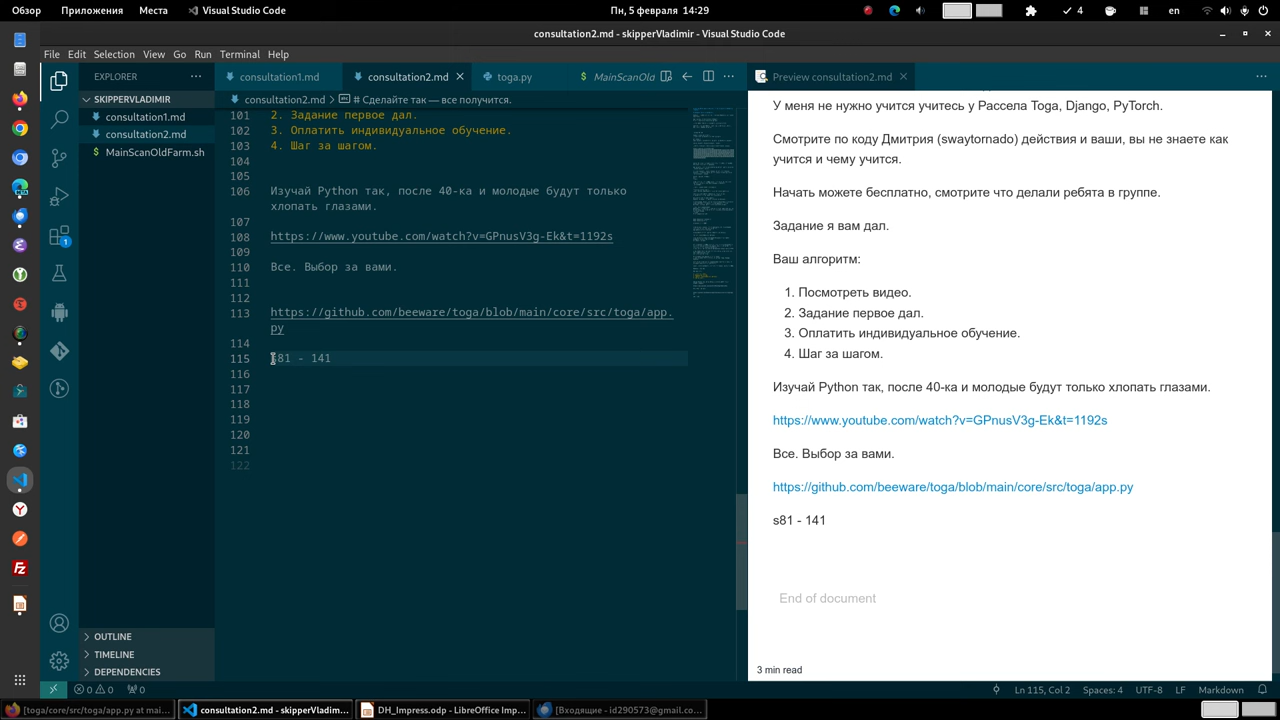 Обзор Приложения Места Visual Studio Code Пн, 5 февраля 14:29 4 en
consultation2.md - skipperVladimir - Visual Studio Code
File Edit Selection View Go Run Terminal Help
EXPLORER
SKIPPERVLADIMIR
consultation1.md
consultation2.md
MainScanOldFarm.sh
OUTLINE
TIMELINE
DEPENDENCIES
consultation1.md consultation2.md toga.py $ MainScanOld
consultation2.md > # Сделайте так — все получится.
101 2. Задание первое дал.
102 3. Оплатить индивидуальное обучение.
103 4. Шаг за шагом.
104
105
106 Изучай Python так, после 40-ка и молодые будут только
хлопать глазами.
107
108 https://www.youtube.com/watch?v=GPnusV3g-Ek&t=1192s
109
110 Все. Выбор за вами.
111
112
113 https://github.com/beeware/toga/blob/main/core/src/toga/app.
py
114
115 s81 - 141
116
117
118
119
120
121
122
Preview consultation2.md
У меня не нужно учится учитесь у Рассела Toga, Django, PyTorch.
Смотрите по коду Дмитрия (swaytornado) действия и ваши, вы не знаете как
учится и чему учится.
Начать можете бесплатно, смотрите что делали ребята в группе.
Задание я вам дал.
Ваш алгоритм:
1. Посмотреть видео.
2. Задание первое дал.
3. Оплатить индивидуальное обучение.
4. Шаг за шагом.
Изучай Python так, после 40-ка и молодые будут только хлопать глазами.
https://www.youtube.com/watch?v=GPnusV3g-Ek&t=1192s
Все. Выбор за вами.
https://github.com/beeware/toga/blob/main/core/src/toga/app.py
s81 - 141
End of document
3 min read
0 0 0 Ln 115, Col 2 Spaces: 4 UTF-8 LF Markdown
[toga/core/src/toga/app.py at mai... consultation2.md - skipperVladim... DH_Impress.odp - LibreOffice Imp... [Входящие - id290573@gmail.co...